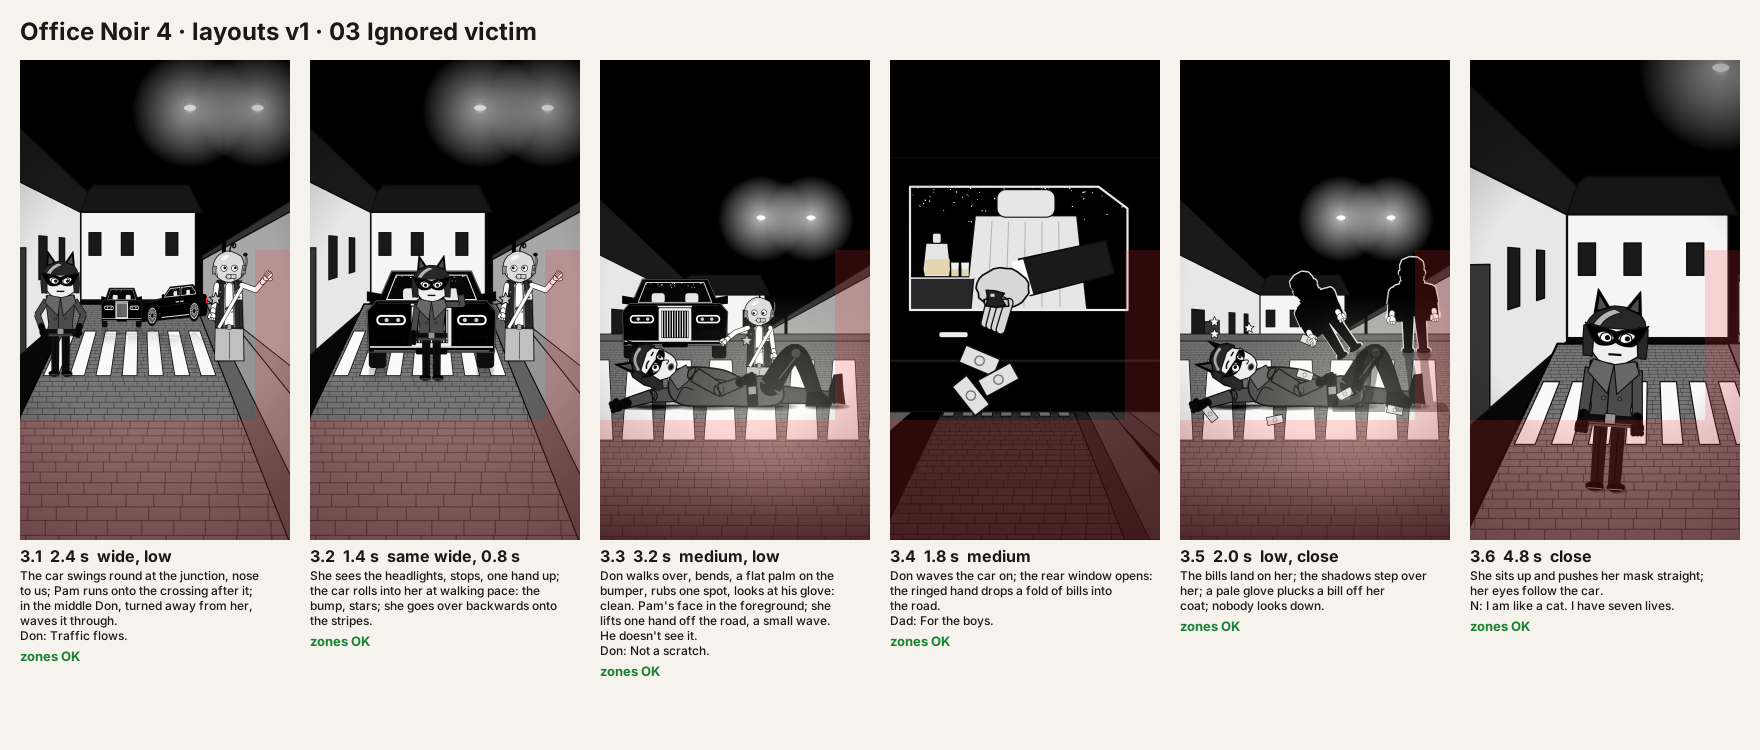 Office Noir 4 · layouts v1 · 03 Ignored victim
3.1 2.4 s wide, low
The car swings round at the junction, nose
to us; Pam runs onto the crossing after it;
in the middle Don, turned away from her,
waves it through.
Don: Traffic flows.
zones OK
3.2 1.4 s same wide, 0.8 s
She sees the headlights, stops, one hand up;
the car rolls into her at walking pace: the
bump, stars; she goes over backwards onto
the stripes.
zones OK
3.3 3.2 s medium, low
Don walks over, bends, a flat palm on the
bumper, rubs one spot, looks at his glove:
clean. Pam's face in the foreground; she
lifts one hand off the road, a small wave.
He doesn't see it.
Don: Not a scratch.
zones OK
3.4 1.8 s medium
Don waves the car on; the rear window opens:
the ringed hand drops a fold of bills into
the road.
Dad: For the boys.
zones OK
3.5 2.0 s low, close
The bills land on her; the shadows step over
her; a pale glove plucks a bill off her
coat; nobody looks down.
zones OK
3.6 4.8 s close
She sits up and pushes her mask straight;
her eyes follow the car.
N: I am like a cat. I have seven lives.
zones OK